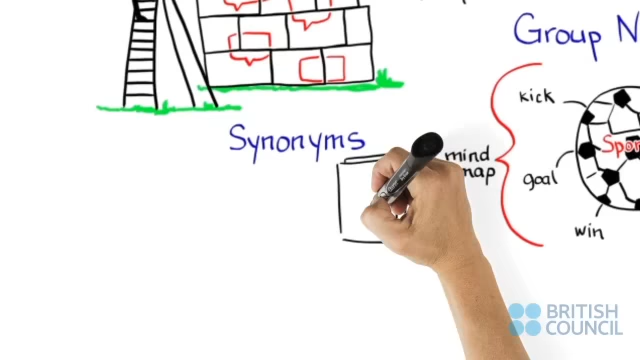 Group N
kick
Synonyms
mind
map
Spor
goal
win
BRITISH
COUNCIL